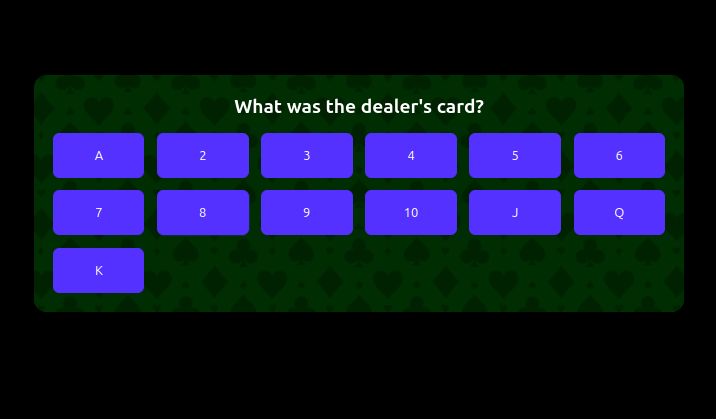 What was the dealer's card?
A 2 3 4 5 6
7 8 9 10 J Q
K